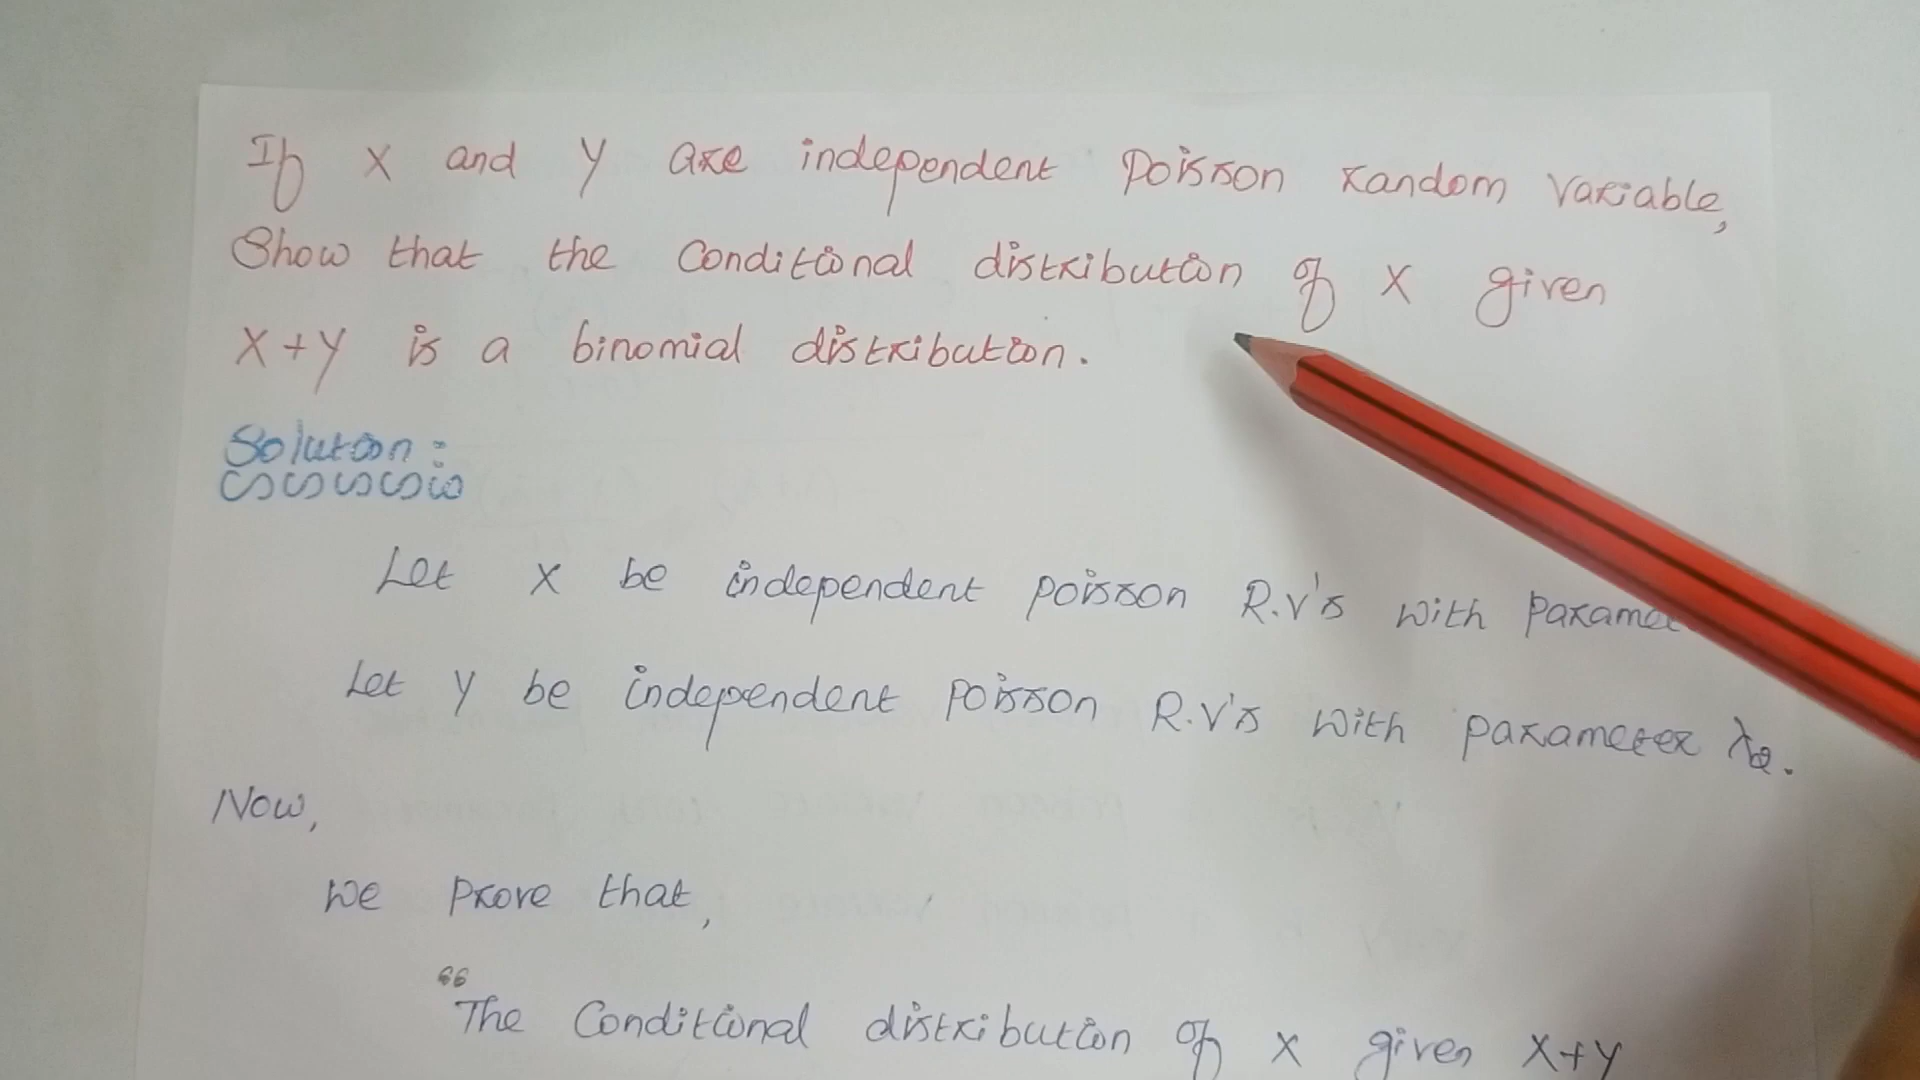 If X and Y are independent Poisson random variable,
Show that the Conditional distribution of X given
X+Y is a binomial distribution.
Solution:
Let X be independent poisson R.V's with
Let Y be independent poisson R.V's with parameter λ2.
Now,
We Prove that,
"The Conditional distribution of X given X+Y